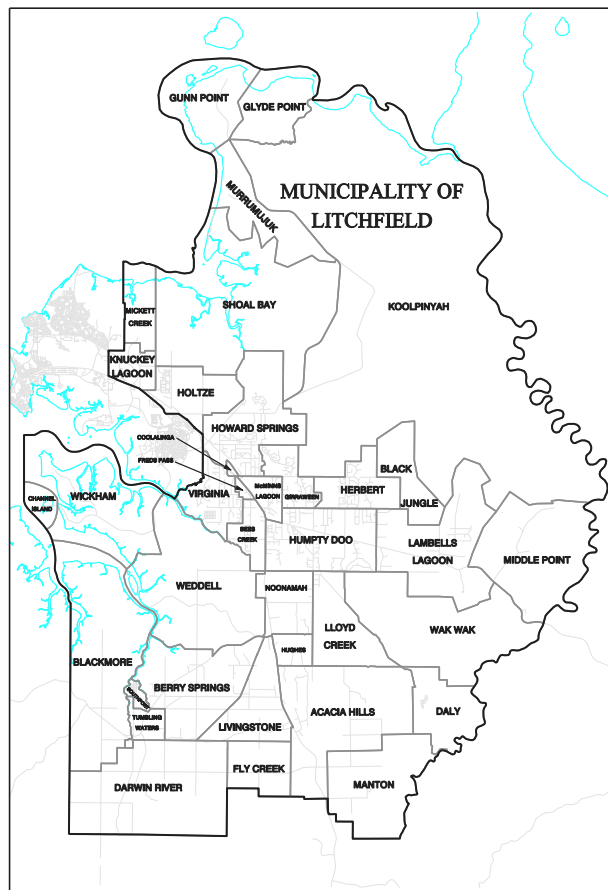 GUNN POINT
GLYDE POINT
MUNICIPALITY OF
LITCHFIELD
MURRUMUJUK
SHOAL BAY
KOOLPINYAH
MICKETT
CREEK
KNUCKEY
LAGOON
HOLTZE
HOWARD SPRINGS
COOLALINGA
FREDS PASS
McMINNS
LAGOON
GIRRAWEEN
HERBERT
BLACK
JUNGLE
CHANNEL
ISLAND
WICKHAM
VIRGINIA
BEES
CREEK
HUMPTY DOO
LAMBELLS
LAGOON
MIDDLE POINT
WEDDELL
NOONAMAH
LLOYD
CREEK
WAK WAK
HUGHES
BLACKMORE
BERRY SPRINGS
SOUTHPORT
TUMBLING
WATERS
LIVINGSTONE
ACACIA HILLS
DALY
DARWIN RIVER
FLY CREEK
MANTON